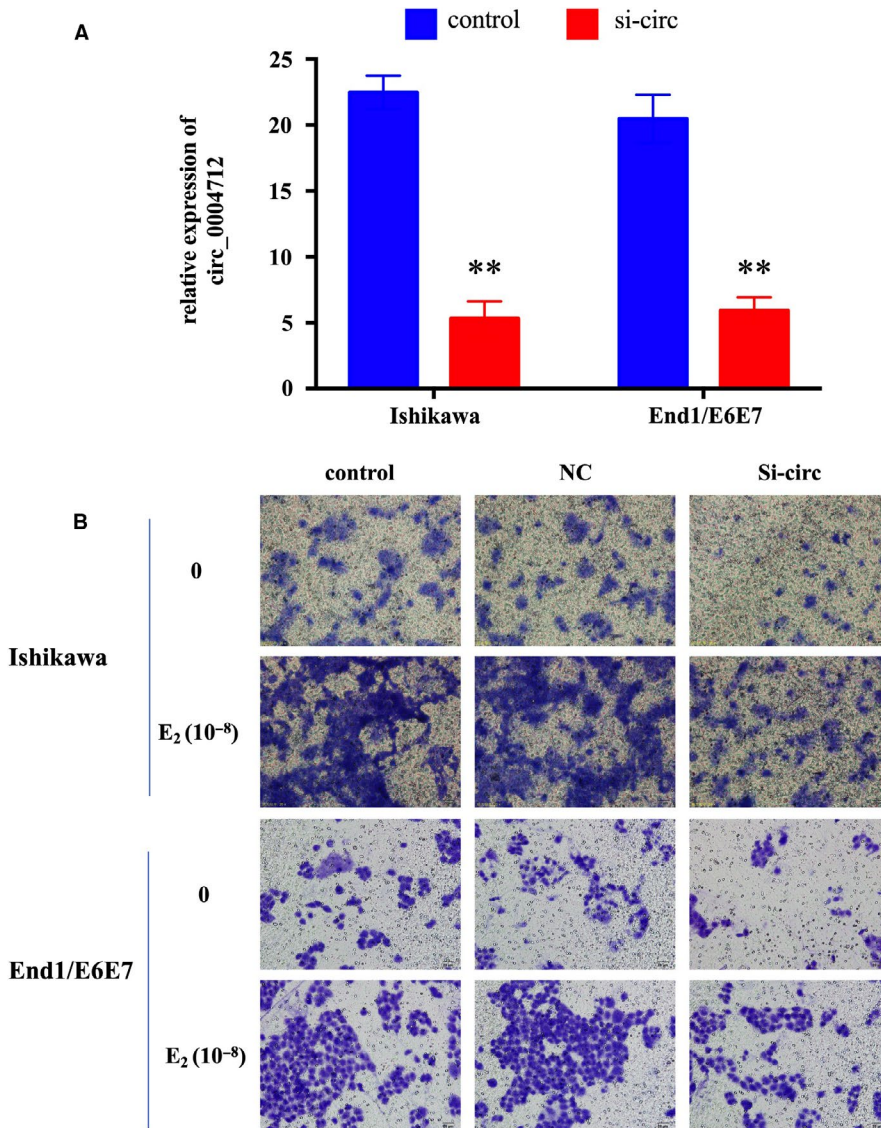 A
control
si-circ
relative expression of
circ_0004712
25
20
15
10
5
0
**
**
Ishikawa
End1/E6E7
B
control
NC
Si-circ
Ishikawa
0
E₂ (10⁻⁸)
End1/E6E7
0
E₂ (10⁻⁸)